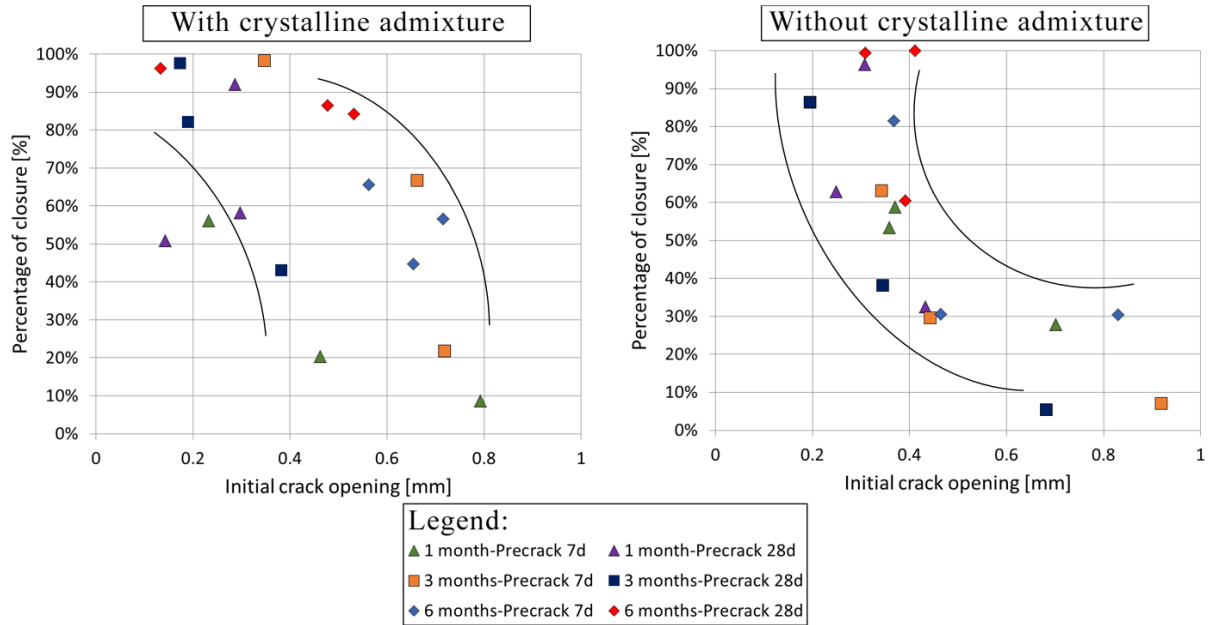 With crystalline admixture
100%
90%
80%
70%
60%
50%
40%
30%
20%
10%
0%
Percentage of closure [%]
0 0.2 0.4 0.6 0.8 1
Initial crack opening [mm]
Without crystalline admixture
100%
90%
80%
70%
60%
50%
40%
30%
20%
10%
0%
Percentage of closure [%]
0 0.2 0.4 0.6 0.8 1
Initial crack opening [mm]
Legend:
1 month-Precrack 7d 1 month-Precrack 28d
3 months-Precrack 7d 3 months-Precrack 28d
6 months-Precrack 7d 6 months-Precrack 28d